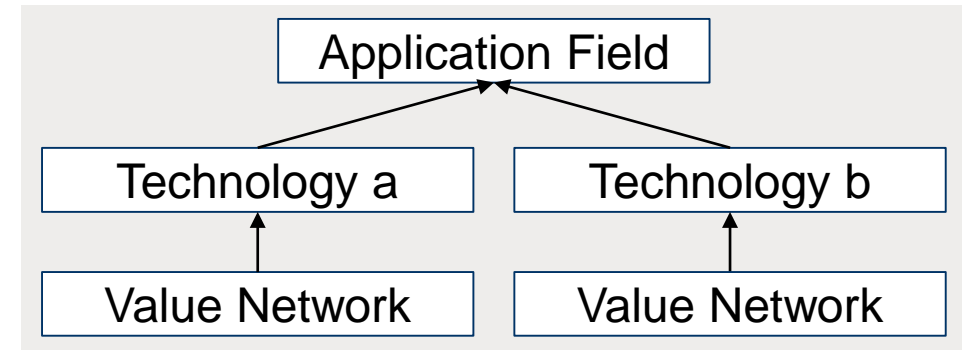 Application Field
Technology a
Technology b
Value Network
Value Network